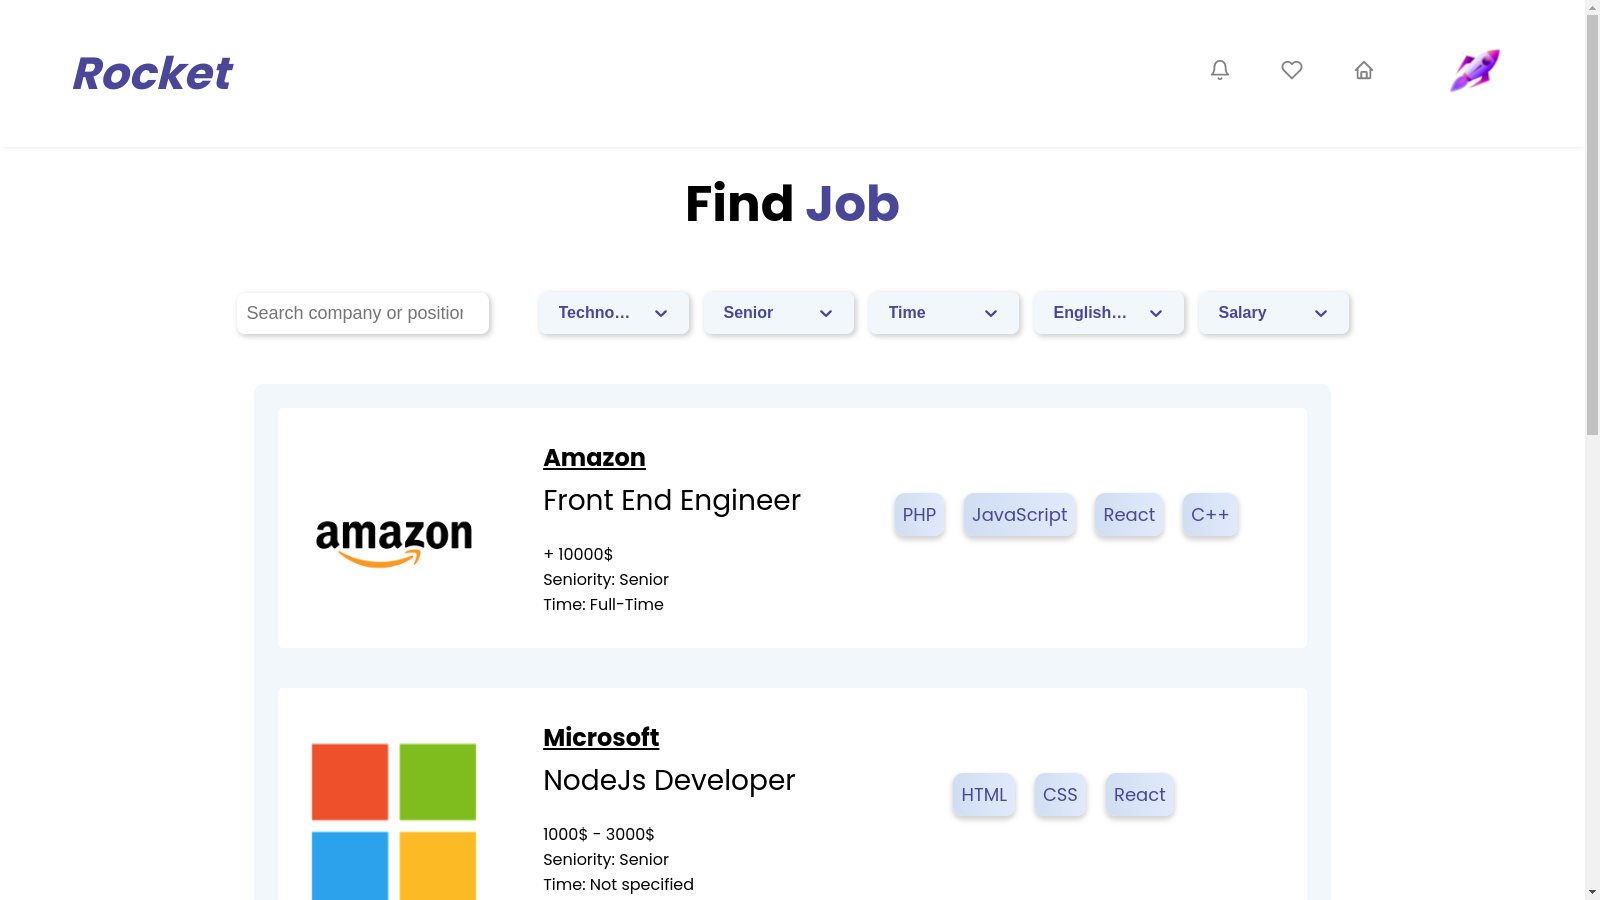 Rocket
Find Job
Search company or position
Techno…
Senior
Time
English…
Salary
amazon
Amazon
Front End Engineer
+ 10000$
Seniority: Senior
Time: Full-Time
PHP
JavaScript
React
C++
Microsoft
NodeJs Developer
1000$ - 3000$
Seniority: Senior
Time: Not specified
HTML
CSS
React